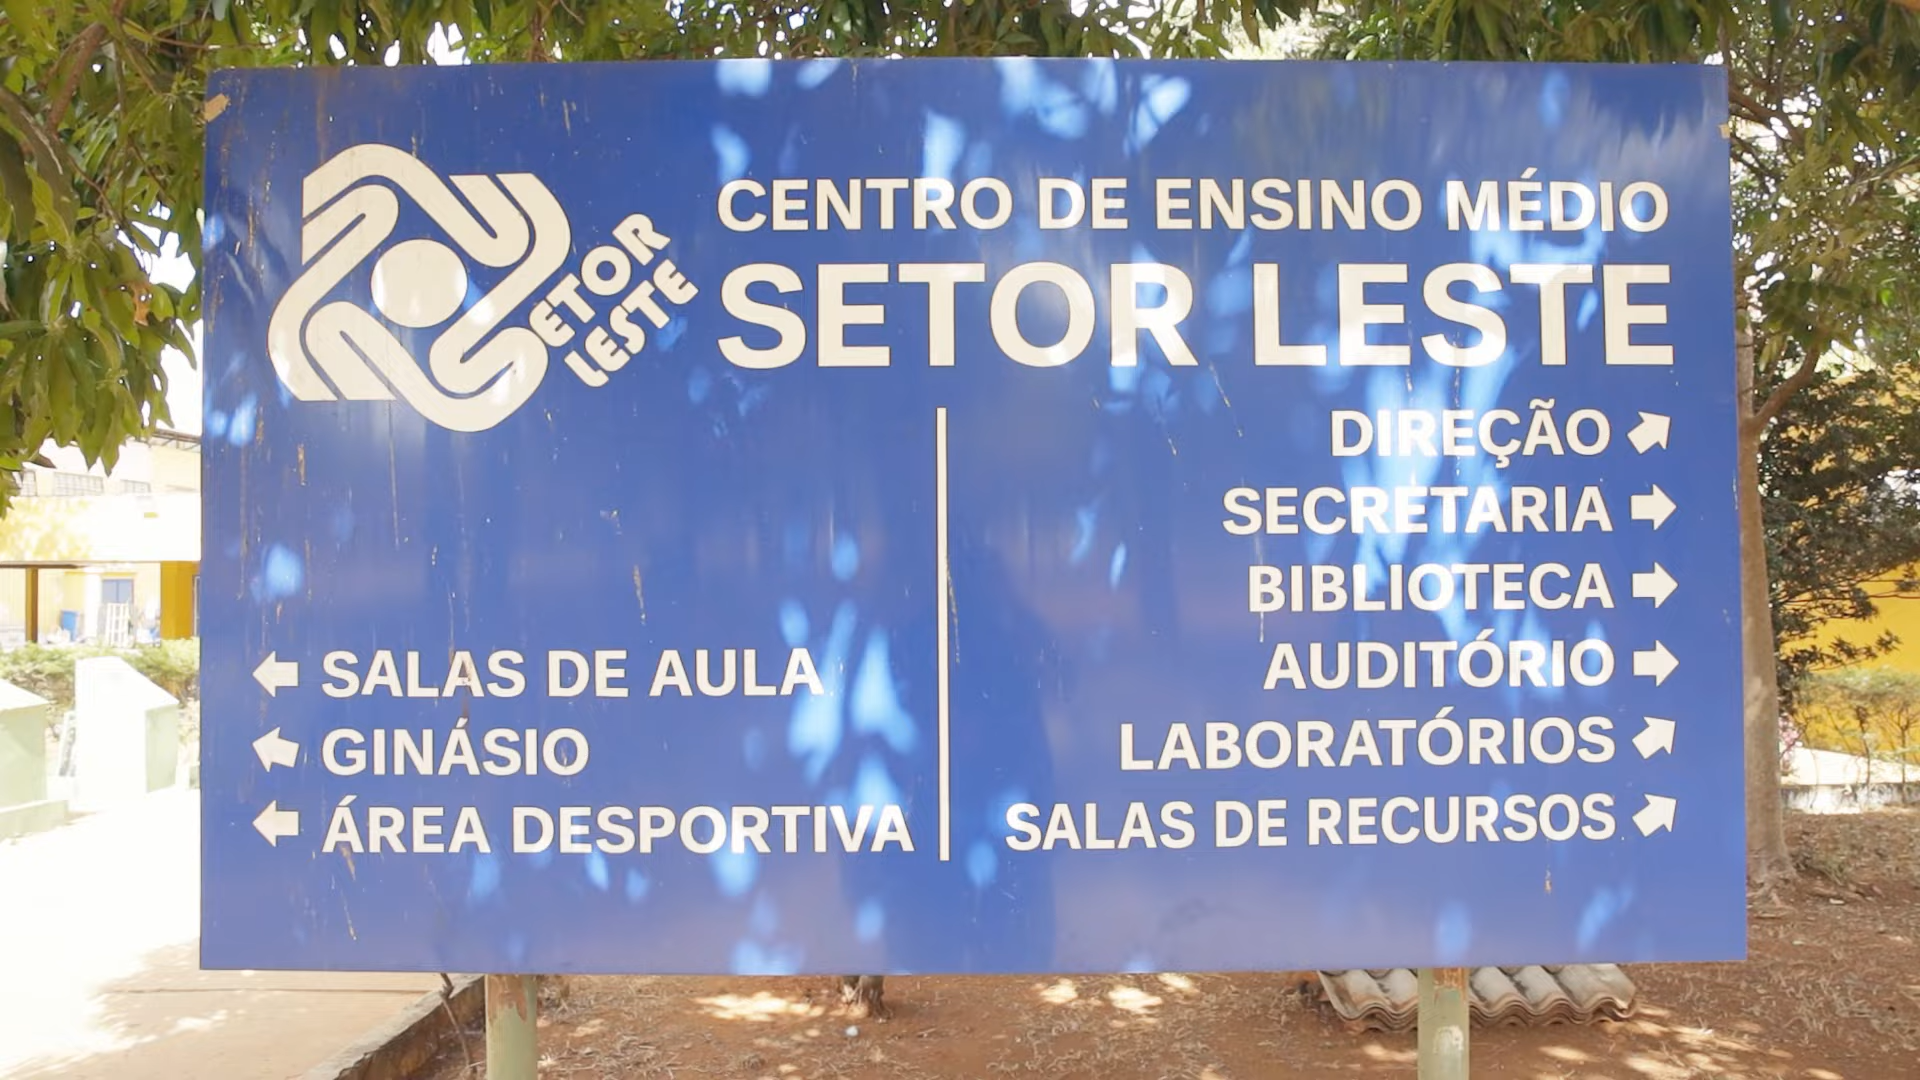 SETOR
LESTE
CENTRO DE ENSINO MÉDIO
SETOR LESTE
SALAS DE AULA
GINÁSIO
ÁREA DESPORTIVA
DIREÇÃO
SECRETARIA
BIBLIOTECA
AUDITÓRIO
LABORATÓRIOS
SALAS DE RECURSOS